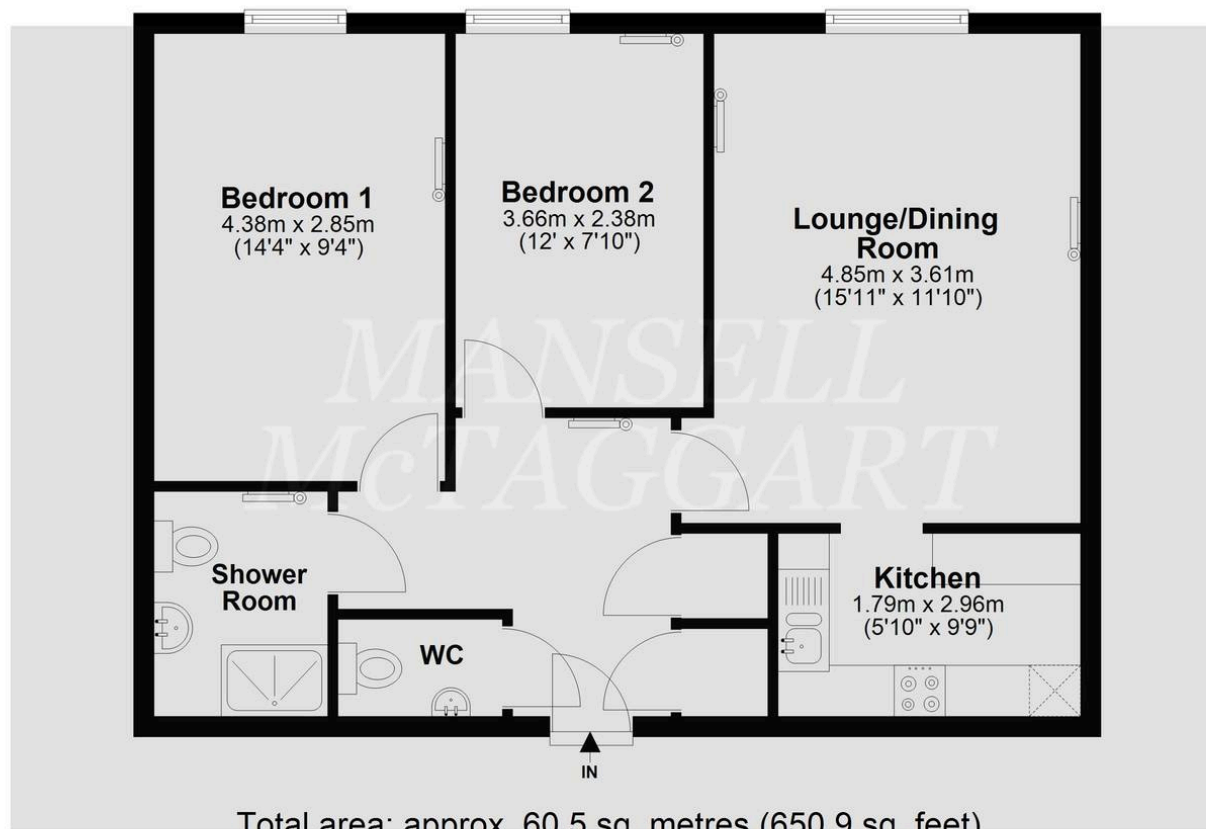 Bedroom 1
4.38m x 2.85m
(14'4" x 9'4")
Bedroom 2
3.66m x 2.38m
(12' x 7'10")
Lounge/Dining
Room
4.85m x 3.61m
(15'11" x 11'10")
MANSELL
McTAGGART
Shower
Room
WC
Kitchen
1.79m x 2.96m
(5'10" x 9'9")
IN
Total area: approx. 60.5 sq. metres (650.9 sq. feet)